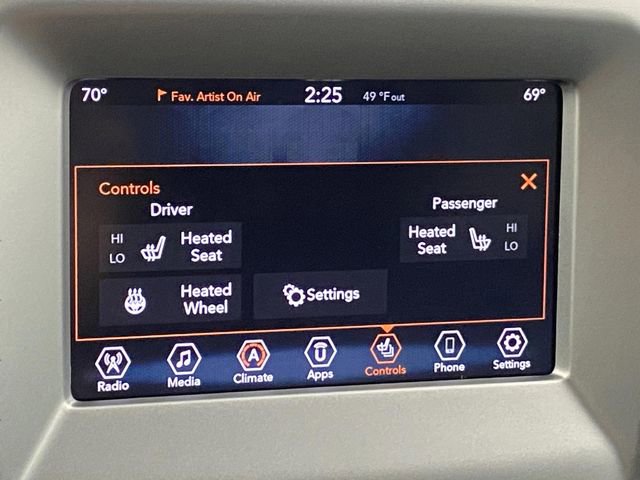 70° Fav. Artist On Air 2:25 49 °F out 69°
Controls
Driver
Passenger
HI
LO
Heated
Seat
Heated
Seat
HI
LO
Heated
Wheel
Settings
Radio
Media
A
Climate
Apps
Controls
Phone
Settings